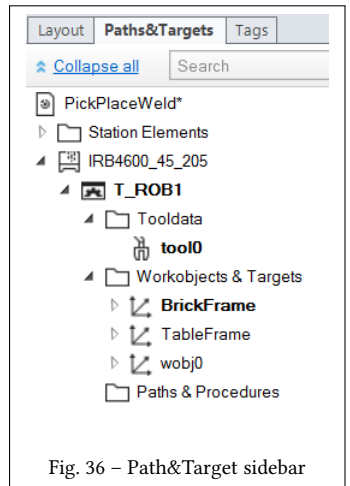 Layout Paths&Targets Tags
Collapse all Search
PickPlaceWeld*
Station Elements
IRB4600_45_205
T_ROB1
Tooldata
tool0
Workobjects & Targets
BrickFrame
TableFrame
wobj0
Paths & Procedures
Fig. 36 – Path&Target sidebar